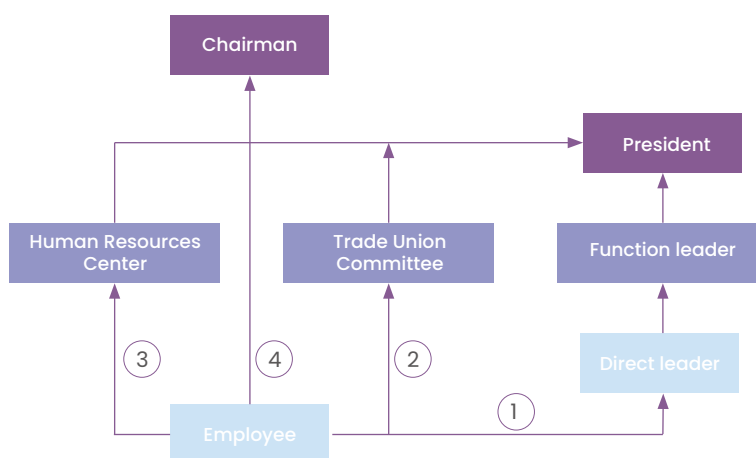 Chairman
President
Human Resources
Center
Trade Union
Committee
Function leader
3
4
2
Direct leader
1
Employee